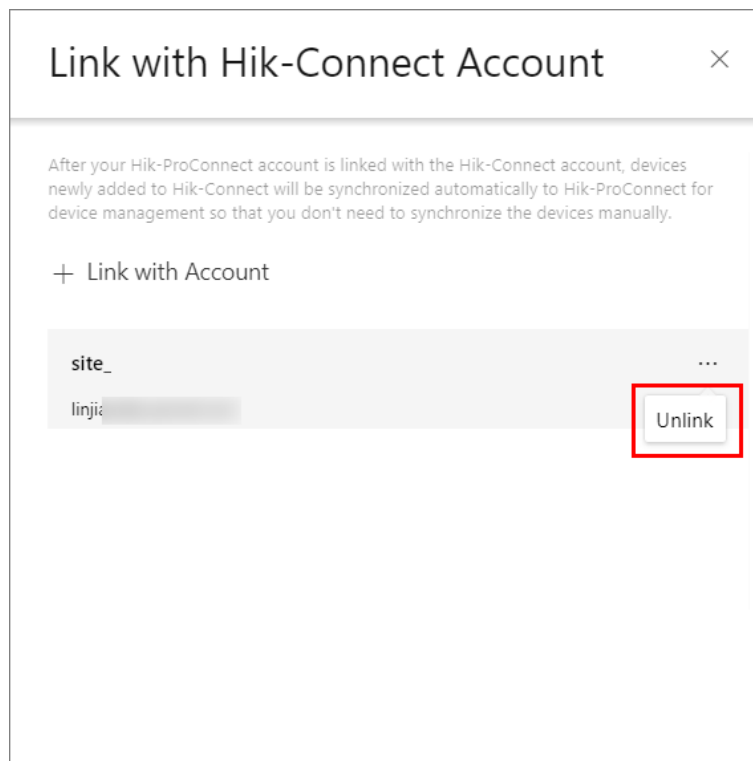 Link with Hik-Connect Account
After your Hik-ProConnect account is linked with the Hik-Connect account, devices
newly added to Hik-Connect will be synchronized automatically to Hik-ProConnect for
device management so that you don't need to synchronize the devices manually.
+ Link with Account
site_ ...
linjia
Unlink